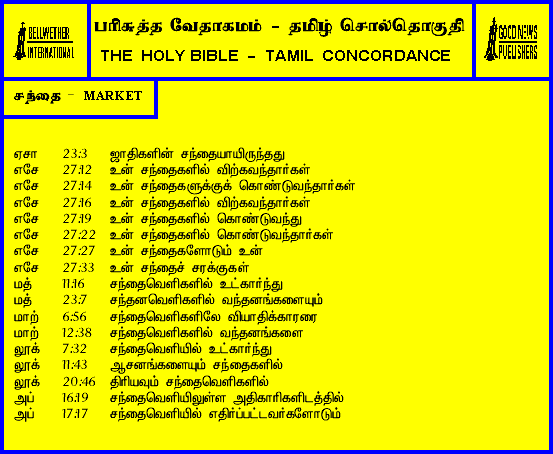 BELLWETHER INTERNATIONAL
பரிசுத்த வேதாகமம் - தமிழ் சொல்தொகுதி
THE HOLY BIBLE - TAMIL CONCORDANCE
GOOD NEWS PUBLISHERS
சந்தை - MARKET
ஏசா 23:3 ஜாதிகளின் சந்தையாயிருந்தது
எசே 27:12 உன் சந்தைகளில் விற்கவந்தார்கள்
எசே 27:14 உன் சந்தைகளுக்குக் கொண்டுவந்தார்கள்
எசே 27:16 உன் சந்தைகளில் விற்கவந்தார்கள்
எசே 27:19 உன் சந்தைகளில் கொண்டுவந்து
எசே 27:22 உன் சந்தைகளில் கொண்டுவந்தார்கள்
எசே 27:27 உன் சந்தைகளோடும் உன்
எசே 27:33 உன் சந்தைச் சரக்குகள்
மத் 11:16 சந்தைவெளிகளில் உட்கார்ந்து
மத் 23:7 சந்தனவெளிகளில் வந்தனங்களையும்
மாற் 6:56 சந்தைவெளிகளிலே வியாதிக்காரரை
மாற் 12:38 சந்தைவெளிகளில் வந்தனங்களை
லூக் 7:32 சந்தைவெளியில் உட்கார்ந்து
லூக் 11:43 ஆசனங்களையும் சந்தைகளில்
லூக் 20:46 திரியவும் சந்தைவெளிகளில்
அப் 16:19 சந்தைவெளியிலுள்ள அதிகாரிகளிடத்தில்
அப் 17:17 சந்தைவெளியில் எதிர்ப்பட்டவர்களோடும்